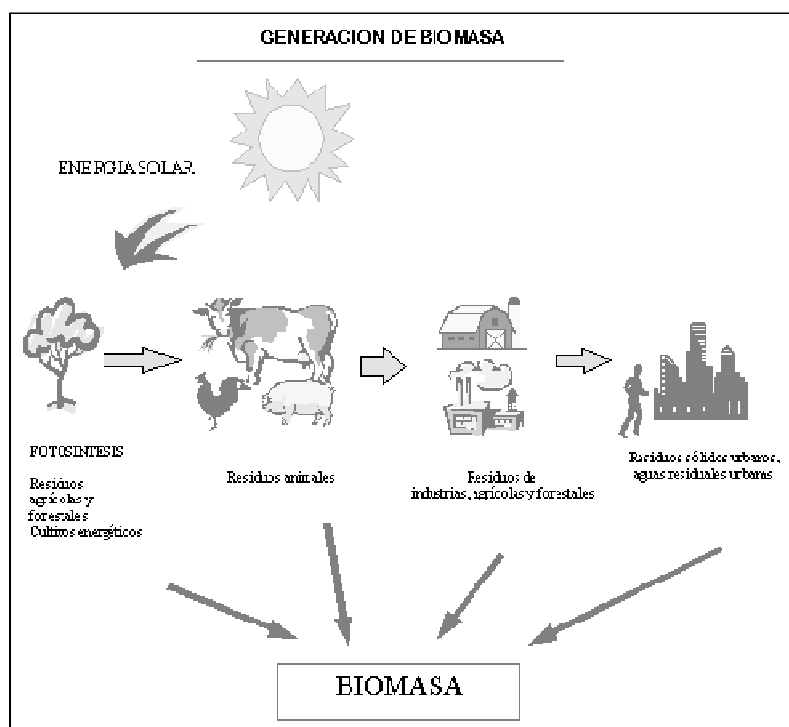 GENERACION DE BIOMASA
ENERGIA SOLAR
FOTOSINTESIS
Residuos
agrícolas y
forestales
Cultivos energéticos
Residuos animales
Residuos de
industrias, agrícolas y forestales
Residuos sólidos urbanos,
aguas residuales urbanas
BIOMASA